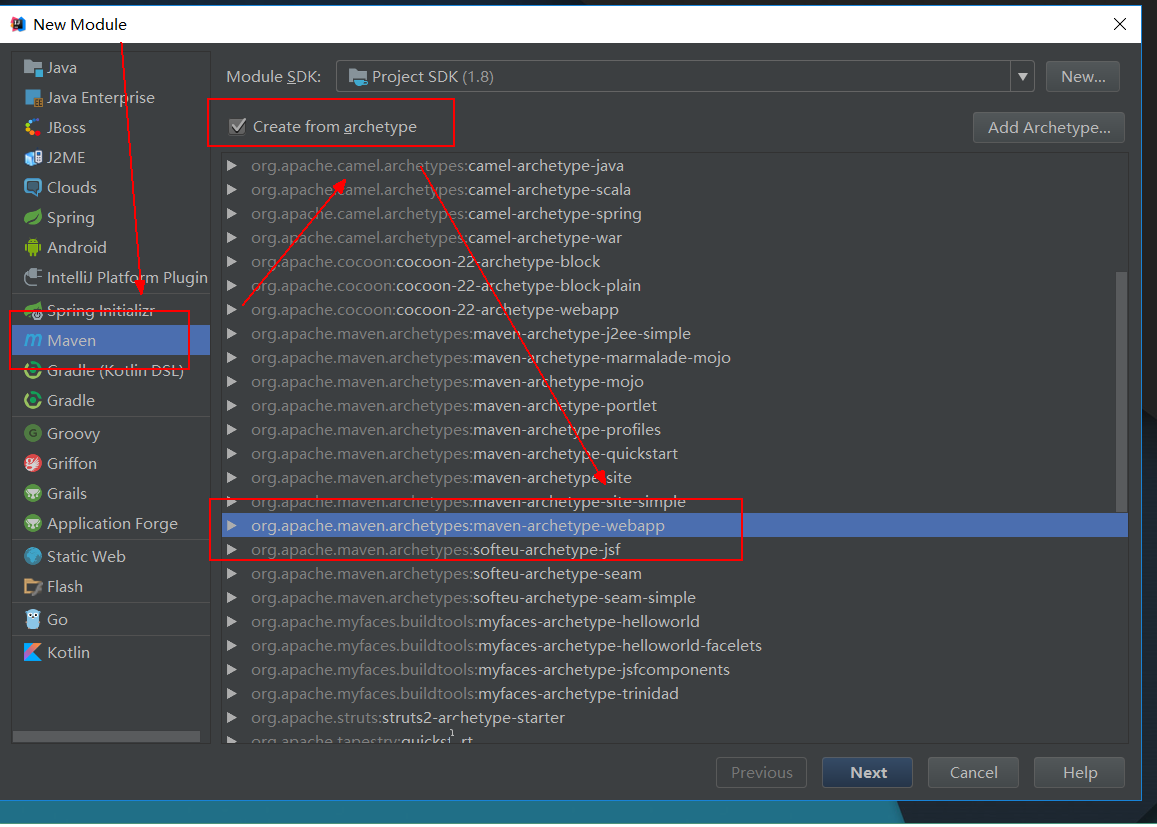 New Module
Java
Java Enterprise
JBoss
J2ME
Clouds
Spring
Android
IntelliJ Platform Plugin
Spring Initializr
Maven
Gradle (Kotlin DSL)
Gradle
Groovy
Griffon
Grails
Application Forge
Static Web
Flash
Go
Kotlin
Module SDK: Project SDK (1.8) New...
Create from archetype Add Archetype...
org.apache.camel.archetypes:camel-archetype-java
org.apache.camel.archetypes:camel-archetype-scala
org.apache.camel.archetypes:camel-archetype-spring
org.apache.camel.archetypes:camel-archetype-war
org.apache.cocoon:cocoon-22-archetype-block
org.apache.cocoon:cocoon-22-archetype-block-plain
org.apache.cocoon:cocoon-22-archetype-webapp
org.apache.maven.archetypes:maven-archetype-j2ee-simple
org.apache.maven.archetypes:maven-archetype-marmalade-mojo
org.apache.maven.archetypes:maven-archetype-mojo
org.apache.maven.archetypes:maven-archetype-portlet
org.apache.maven.archetypes:maven-archetype-profiles
org.apache.maven.archetypes:maven-archetype-quickstart
org.apache.maven.archetypes:maven-archetype-site
org.apache.maven.archetypes:maven-archetype-site-simple
org.apache.maven.archetypes:maven-archetype-webapp
org.apache.maven.archetypes:softeu-archetype-jsf
org.apache.maven.archetypes:softeu-archetype-seam
org.apache.maven.archetypes:softeu-archetype-seam-simple
org.apache.myfaces.buildtools:myfaces-archetype-helloworld
org.apache.myfaces.buildtools:myfaces-archetype-helloworld-facelets
org.apache.myfaces.buildtools:myfaces-archetype-jsfcomponents
org.apache.myfaces.buildtools:myfaces-archetype-trinidad
org.apache.struts:struts2-archetype-starter
org.apache.tapestry:quickstart
Previous Next Cancel Help